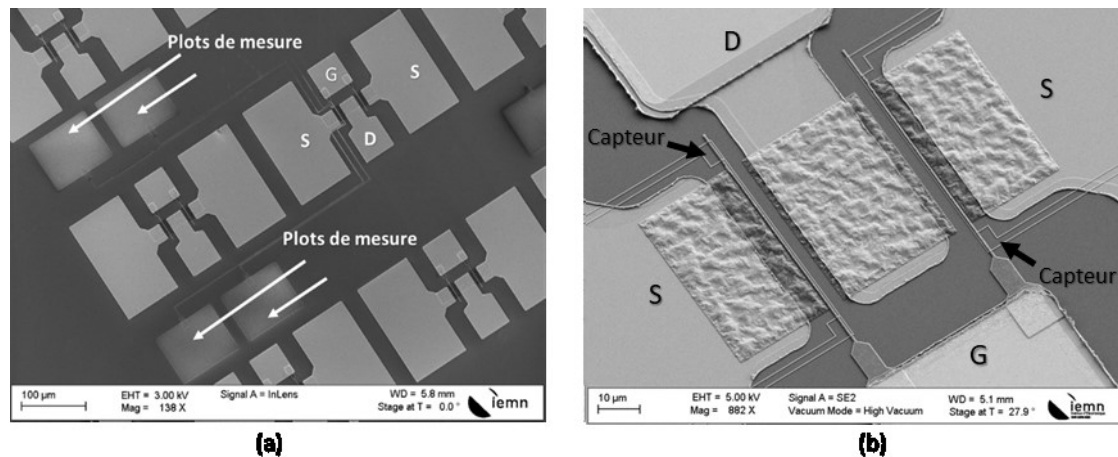 Plots de mesure
G
S
S
D
Plots de mesure
100 µm
EHT = 3.00 kV
Mag = 138 X
Signal A = InLens
WD = 5.8 mm
Stage at T = 0.0 °
iemn
(a)
D
S
Capteur
Capteur
S
G
10 µm
EHT = 5.00 kV
Mag = 882 X
Signal A = SE2
Vacuum Mode = High Vacuum
WD = 5.1 mm
Stage at T = 27.9 °
iemn
(b)